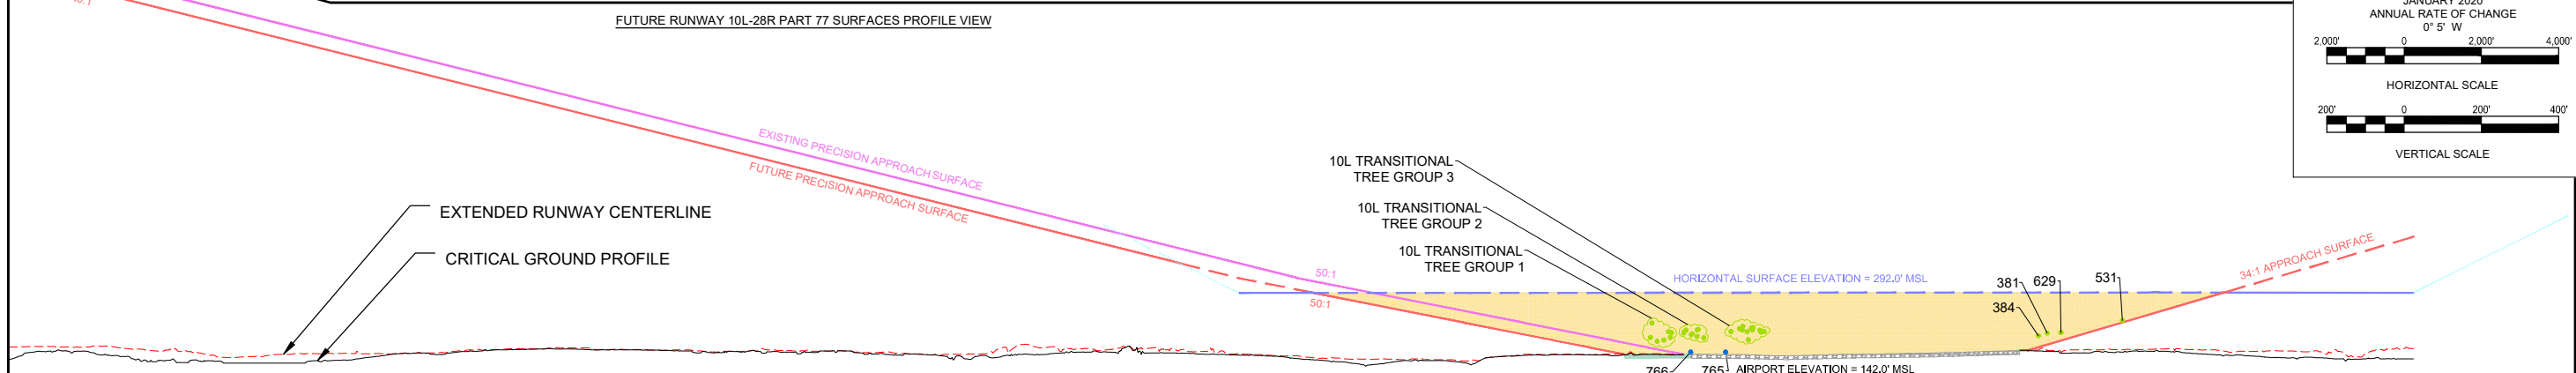 FUTURE RUNWAY 10L-28R PART 77 SURFACES PROFILE VIEW
JANUARY 2020
ANNUAL RATE OF CHANGE
0° 5' W
2,000' 0 2,000' 4,000'
HORIZONTAL SCALE
200' 0 200' 400'
VERTICAL SCALE
EXISTING PRECISION APPROACH SURFACE
FUTURE PRECISION APPROACH SURFACE
EXTENDED RUNWAY CENTERLINE
CRITICAL GROUND PROFILE
10L TRANSITIONAL
TREE GROUP 3
10L TRANSITIONAL
TREE GROUP 2
10L TRANSITIONAL
TREE GROUP 1
50:1
50:1
HORIZONTAL SURFACE ELEVATION = 292.0' MSL
384
381
629
531
34:1 APPROACH SURFACE
766
765
AIRPORT ELEVATION = 142.0' MSL